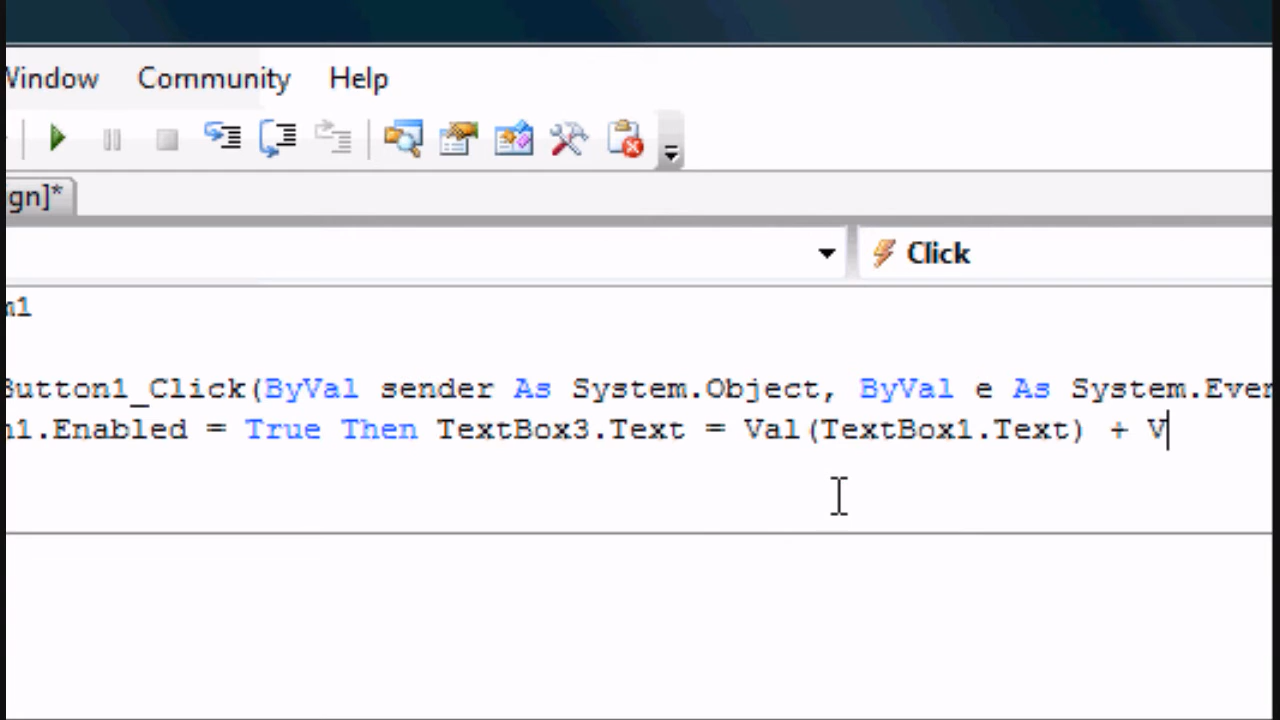 Window Community Help
gn]*
Click
m1
Button1_Click(ByVal sender As System.Object, ByVal e As System.Even
n1.Enabled = True Then TextBox3.Text = Val(TextBox1.Text) + V